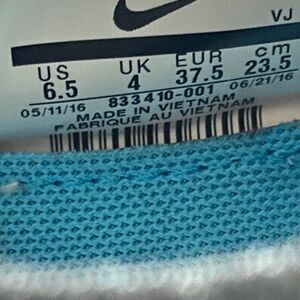 VJ
US UK EUR cm
6.5 4 37.5 23.5
05/11/16 833410-001 06/21/16
MADE IN VIETNAM
FABRIQUE AU VIETNAM